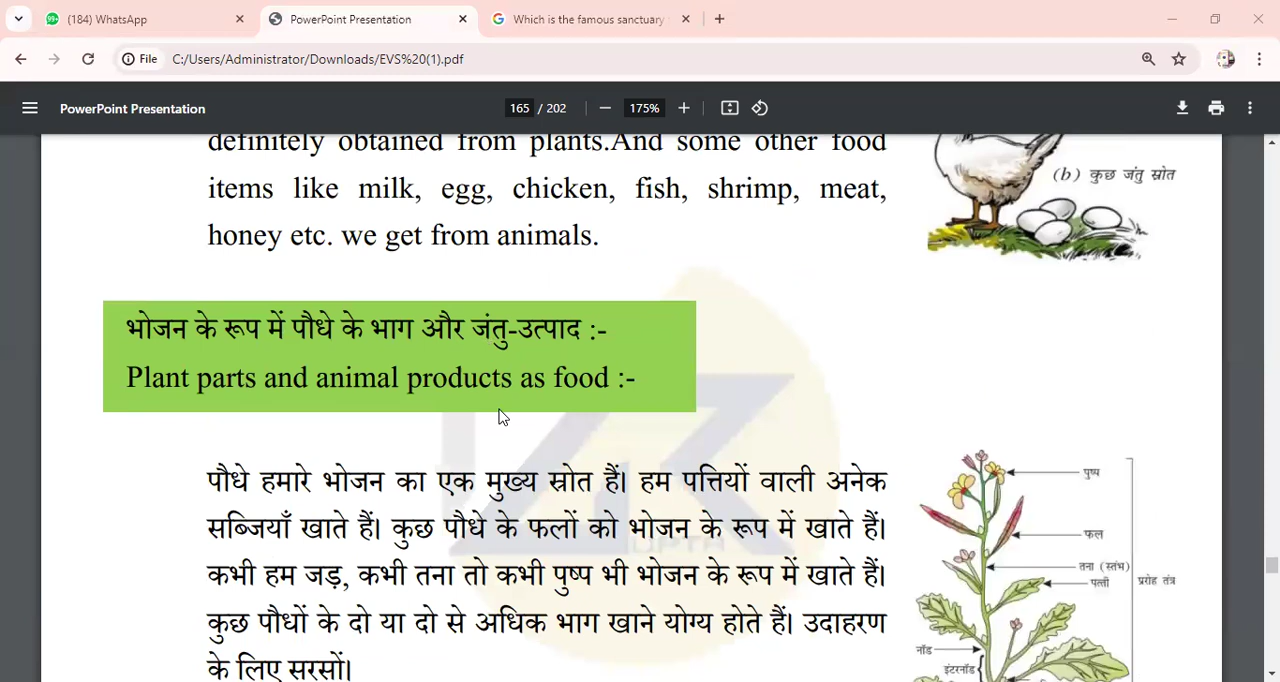 (184) WhatsApp
PowerPoint Presentation
Which is the famous sanctuary
File
C:/Users/Administrator/Downloads/EVS%20(1).pdf
PowerPoint Presentation
165 / 202
175%
definitely obtained from plants.And some other food
items like milk, egg, chicken, fish, shrimp, meat,
honey etc. we get from animals.
(b) कुछ जंतु स्रोत
भोजन के रूप में पौधे के भाग और जंतु-उत्पाद :-
Plant parts and animal products as food :-
पौधे हमारे भोजन का एक मुख्य स्रोत हैं। हम पत्तियों वाली अनेक
सब्जियाँ खाते हैं। कुछ पौधे के फलों को भोजन के रूप में खाते हैं।
कभी हम जड़, कभी तना तो कभी पुष्प भी भोजन के रूप में खाते हैं।
कुछ पौधों के दो या दो से अधिक भाग खाने योग्य होते हैं। उदाहरण
के लिए सरसों।
पुष्प
फल
तना (स्तंभ)
पत्ती
प्ररोह तंत्र
नॉड
इंटरनॉड